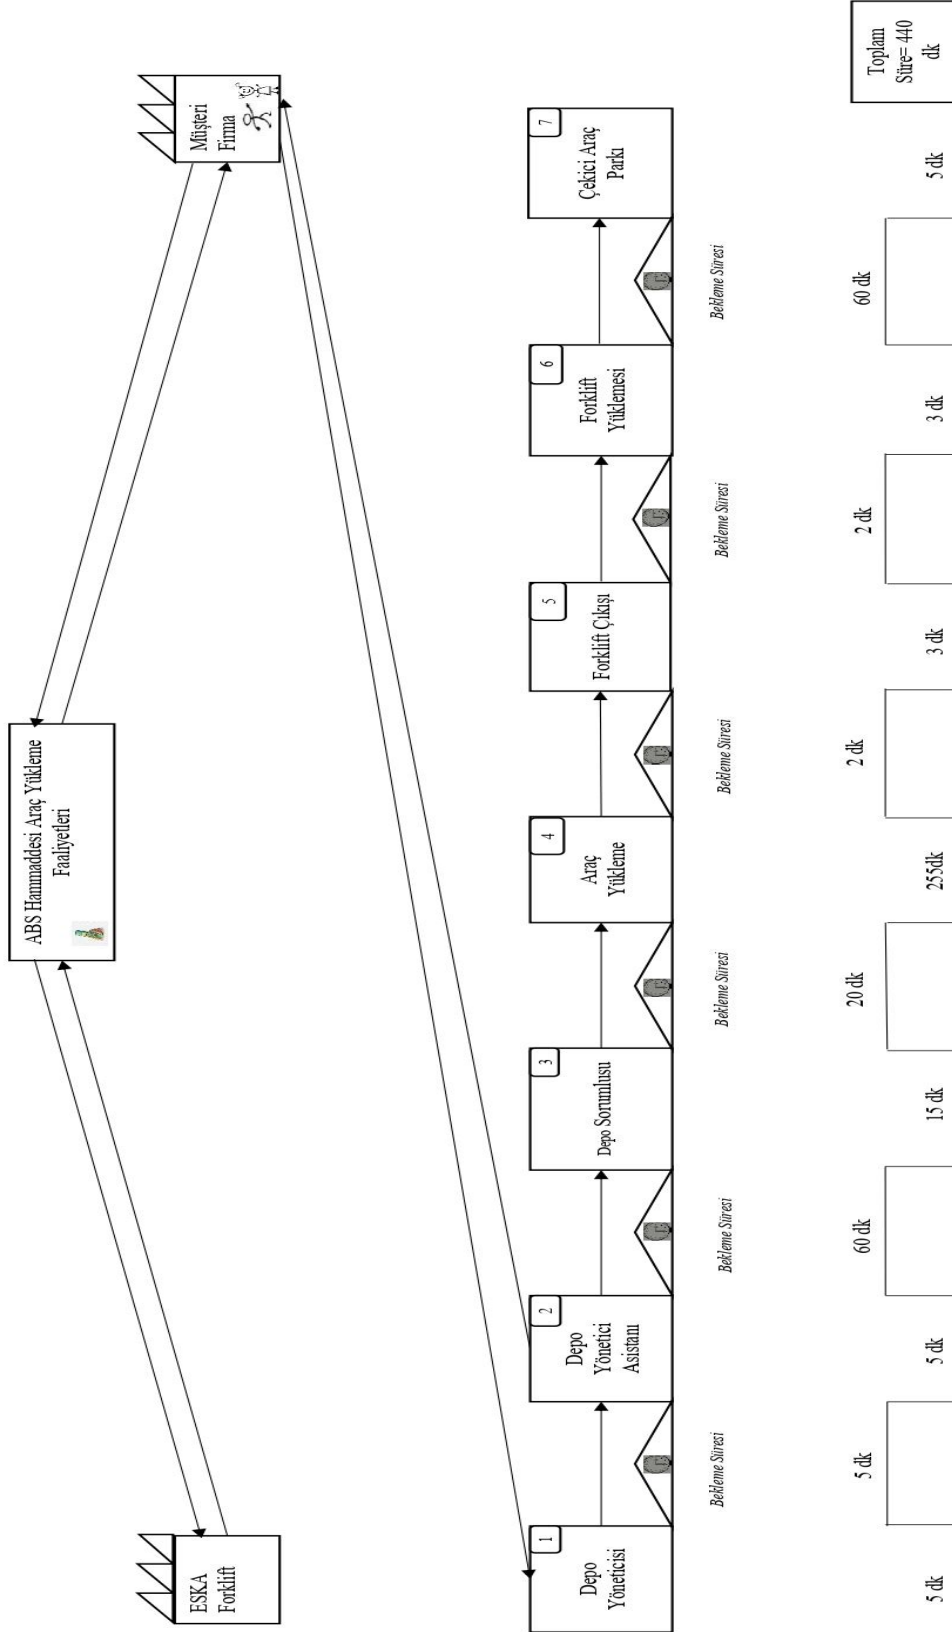 ABS Hammaddesi Araç Yükleme
Faaliyetleri
ESKA
Forklift
Müşteri
Firma
1
Depo
Yöneticisi
2
Depo
Yönetici
Asistanı
3
Depo Sorumlusu
4
Araç
Yükleme
5
Forklift Çıkışı
6
Forklift
Yüklemesi
7
Çekici Araç
Parkı
Bekleme Süresi
Bekleme Süresi
Bekleme Süresi
Bekleme Süresi
Bekleme Süresi
Bekleme Süresi
5 dk
5 dk
5 dk
60 dk
15 dk
20 dk
255dk
2 dk
3 dk
2 dk
3 dk
60 dk
5 dk
Toplam
Süre= 440
dk